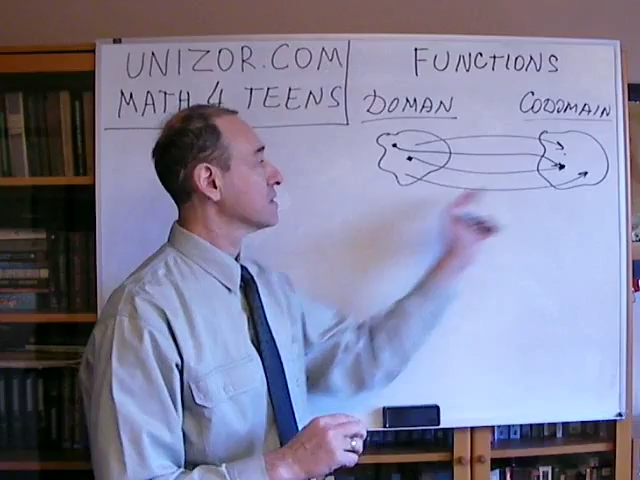 UNIZOR.COM
MATH 4 TEENS
FUNCTIONS
DOMAN
CODOMAIN